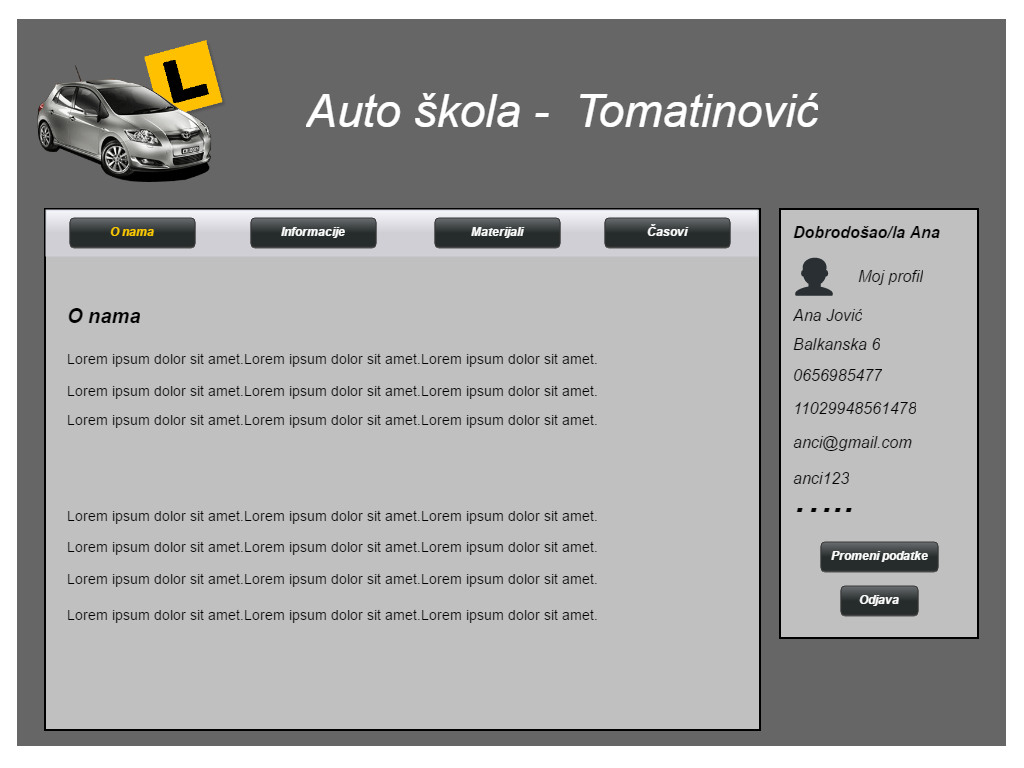 L
Auto škola - Tomatinović
O nama
Informacije
Materijali
Časovi
O nama
Lorem ipsum dolor sit amet.Lorem ipsum dolor sit amet.Lorem ipsum dolor sit amet.
Lorem ipsum dolor sit amet.Lorem ipsum dolor sit amet.Lorem ipsum dolor sit amet.
Lorem ipsum dolor sit amet.Lorem ipsum dolor sit amet.Lorem ipsum dolor sit amet.
Lorem ipsum dolor sit amet.Lorem ipsum dolor sit amet.Lorem ipsum dolor sit amet.
Lorem ipsum dolor sit amet.Lorem ipsum dolor sit amet.Lorem ipsum dolor sit amet.
Lorem ipsum dolor sit amet.Lorem ipsum dolor sit amet.Lorem ipsum dolor sit amet.
Lorem ipsum dolor sit amet.Lorem ipsum dolor sit amet.Lorem ipsum dolor sit amet.
Dobrodošao/la Ana
Moj profil
Ana Jović
Balkanska 6
0656985477
11029948561478
anci@gmail.com
anci123
.....
Promeni podatke
Odjava